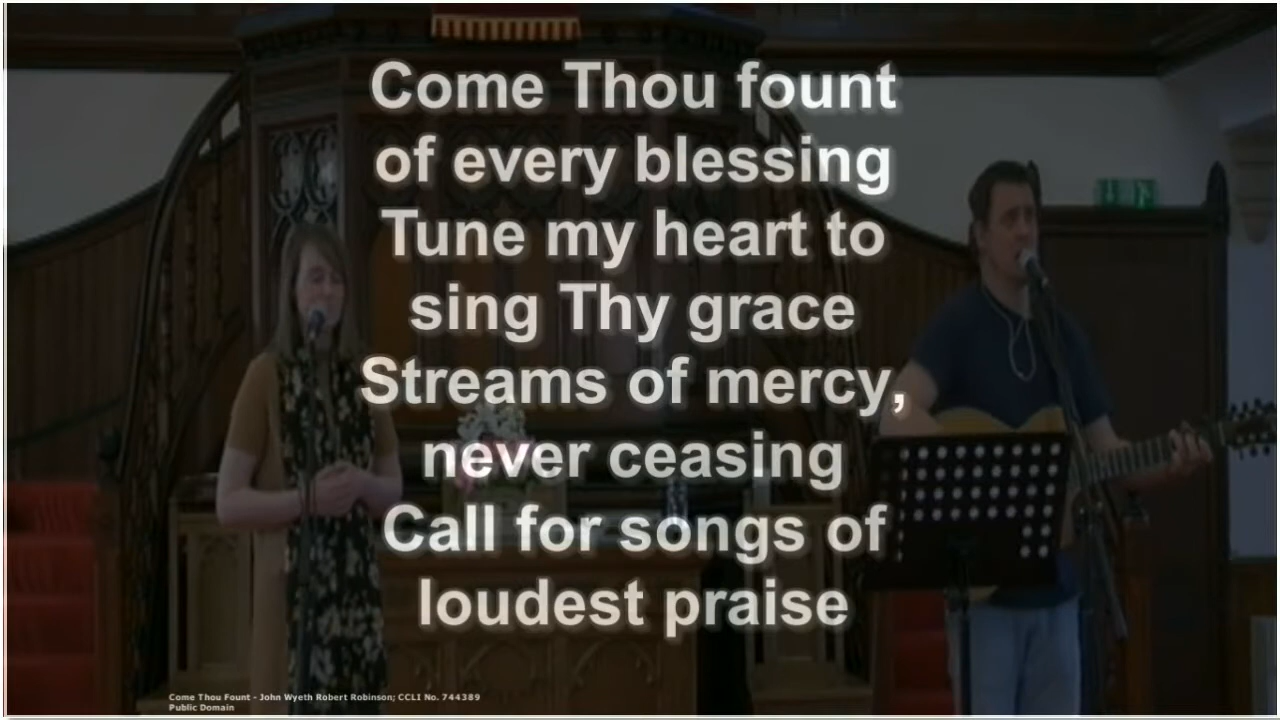 Come Thou fount
of every blessing
Tune my heart to
sing Thy grace
Streams of mercy,
never ceasing
Call for songs of
loudest praise
Come Thou Fount - John Wyeth Robert Robinson; CCLI No. 744389
Public Domain